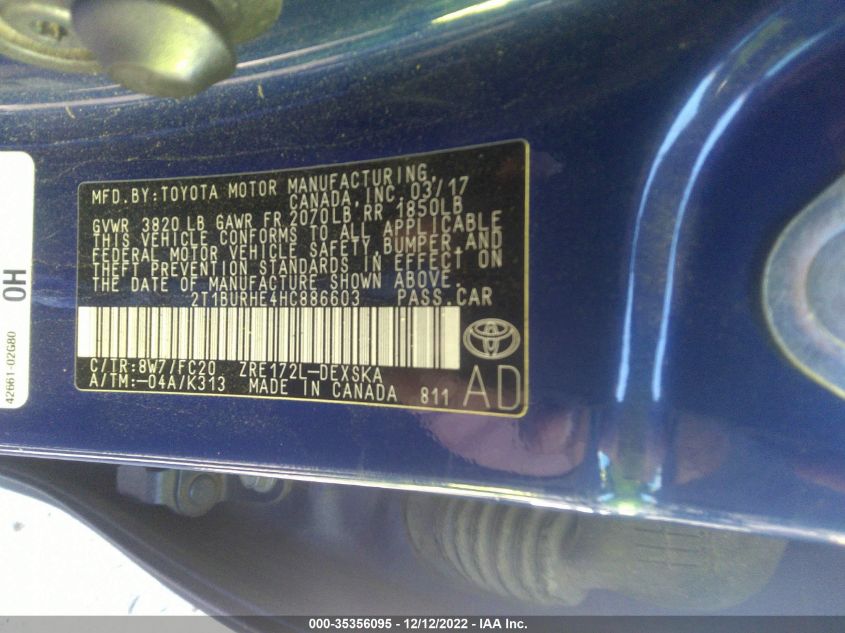 MFD.BY:TOYOTA MOTOR MANUFACTURING,
CANADA, INC. 03/17
GVWR 3820 LB GAWR FR 2070LB RR 1850LB
THIS VEHICLE CONFORMS TO ALL APPLICABLE
FEDERAL MOTOR VEHICLE SAFETY, BUMPER, AND
THEFT PREVENTION STANDARDS IN EFFECT ON
THE DATE OF MANUFACTURE SHOWN ABOVE.
2T1BURHE4HC886603 PASS.CAR
C/TR:8W7/FC20 ZRE172L-DEXSKA
A/TM:-04A/K313 MADE IN CANADA 811
AD
0H
42661-02G80
000-35356095 - 12/12/2022 - IAA Inc.